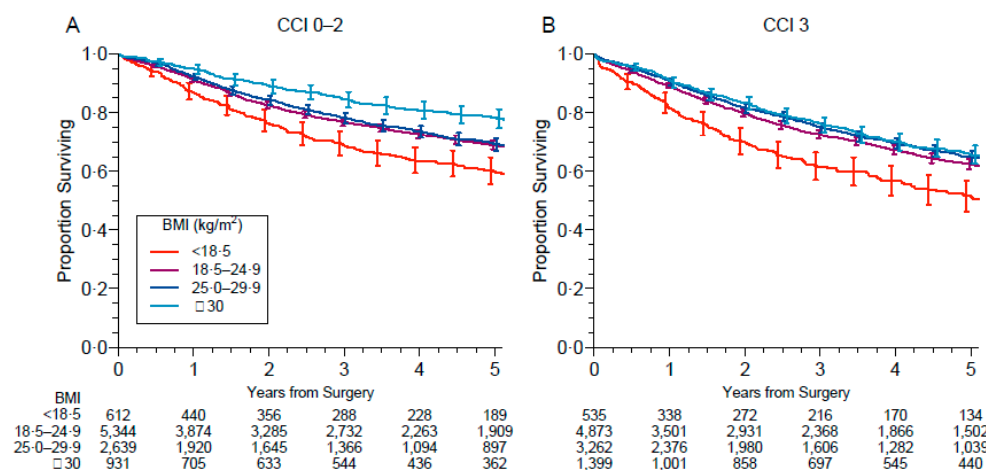 A CCI 0–2
1·0
0·8
0·6
0·4
0·2
0·0
Proportion Surviving
BMI (kg/m²)
<18·5
18·5–24·9
25·0–29·9
□30
0 1 2 3 4 5
Years from Surgery
B CCI 3
1·0
0·8
0·6
0·4
0·2
0·0
Proportion Surviving
0 1 2 3 4 5
Years from Surgery
BMI
<18·5 612 440 356 288 228 189 535 338 272 216 170 134
18·5–24·9 5,344 3,874 3,285 2,732 2,263 1,909 4,873 3,501 2,931 2,368 1,866 1,502
25·0–29·9 2,639 1,920 1,645 1,366 1,094 897 3,262 2,376 1,980 1,606 1,282 1,039
□30 931 705 633 544 436 362 1.399 1,001 858 697 545 440